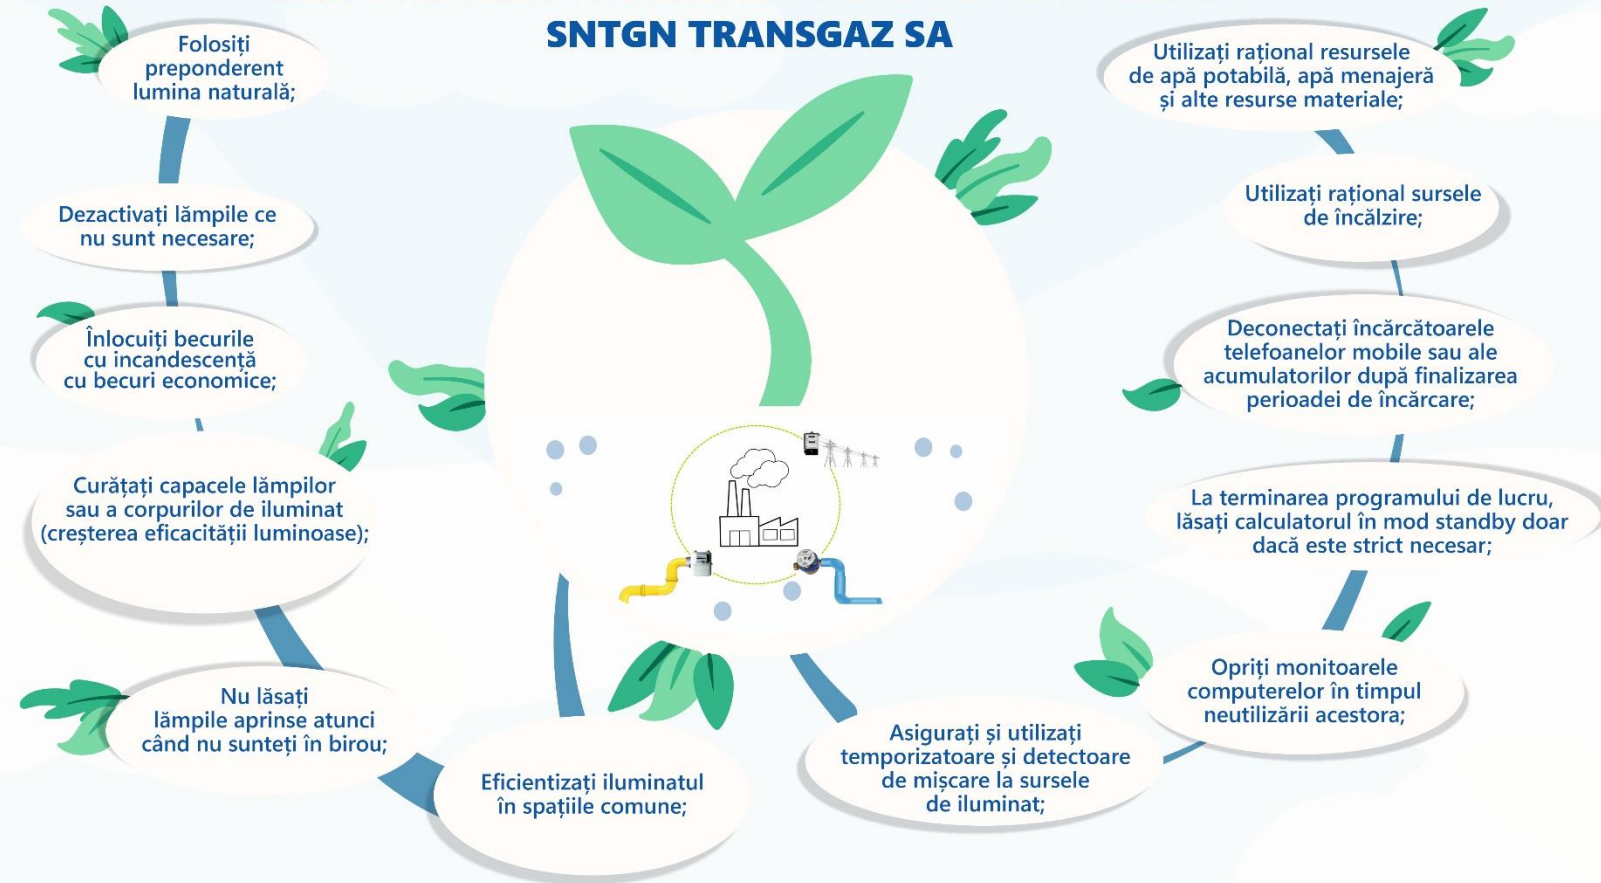 SNTGN TRANSGAZ SA
Folosiți
preponderent
lumina naturală;
Dezactivați lămpile ce
nu sunt necesare;
Înlocuiți becurile
cu incandescență
cu becuri economice;
Curățați capacele lămpilor
sau a corpurilor de iluminat
(creșterea eficacității luminoase);
Nu lăsați
lămpile aprinse atunci
când nu sunteți în birou;
Eficientizați iluminatul
în spațiile comune;
Asigurați și utilizați
temporizatoare și detectoare
de mișcare la sursele
de iluminat;
Opriți monitoarele
computerelor în timpul
neutilizării acestora;
La terminarea programului de lucru,
lăsați calculatorul în mod standby doar
dacă este strict necesar;
Deconectați încărcătoarele
telefoanelor mobile sau ale
acumulatorilor după finalizarea
perioadei de încărcare;
Utilizați rațional sursele
de încălzire;
Utilizați rațional resursele
de apă potabilă, apă menajeră
și alte resurse materiale;